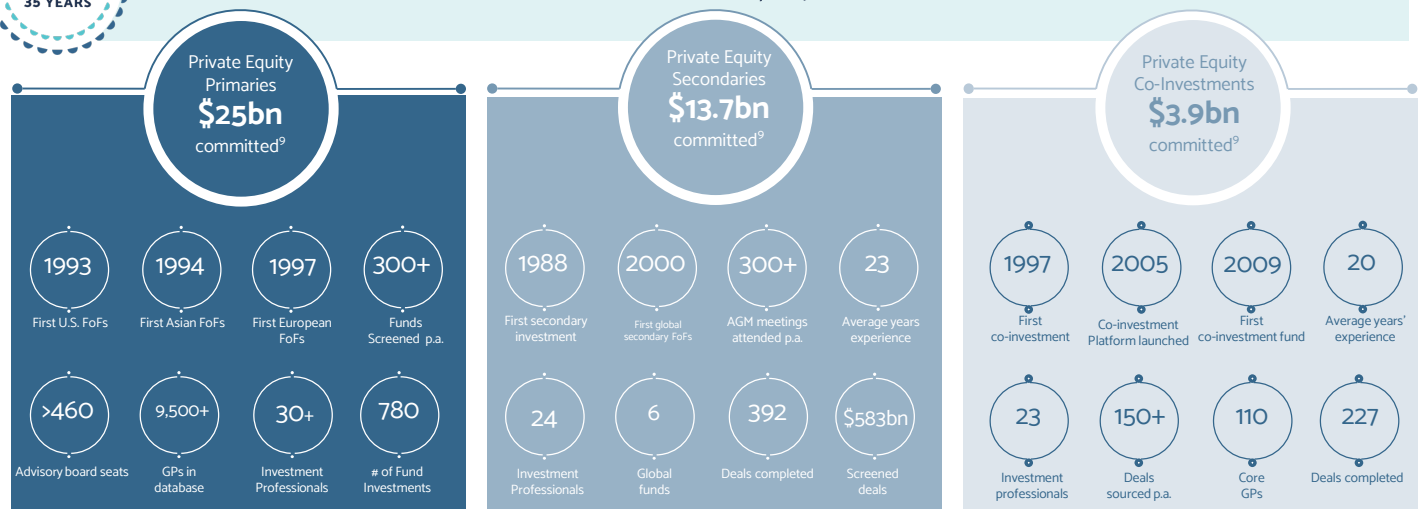 35 YEARS
Private Equity
Primaries
$25bn
committed9
1993
First U.S. FoFs
1994
First Asian FoFs
1997
First European
FoFs
300+
Funds
Screened p.a.
>460
Advisory board seats
9,500+
GPs in
database
30+
Investment
Professionals
780
# of Fund
Investments
Private Equity
Secondaries
$13.7bn
committed9
1988
First secondary
investment
2000
First global
secondary FoFs
300+
AGM meetings
attended p.a.
23
Average years
experience
24
Investment
Professionals
6
Global
funds
392
Deals completed
$583bn
Screened
deals
Private Equity
Co-Investments
$3.9bn
committed9
1997
First
co-investment
2005
Co-investment
Platform launched
2009
First
co-investment fund
20
Average years'
experience
23
Investment
professionals
150+
Deals
sourced p.a.
110
Core
GPs
227
Deals completed